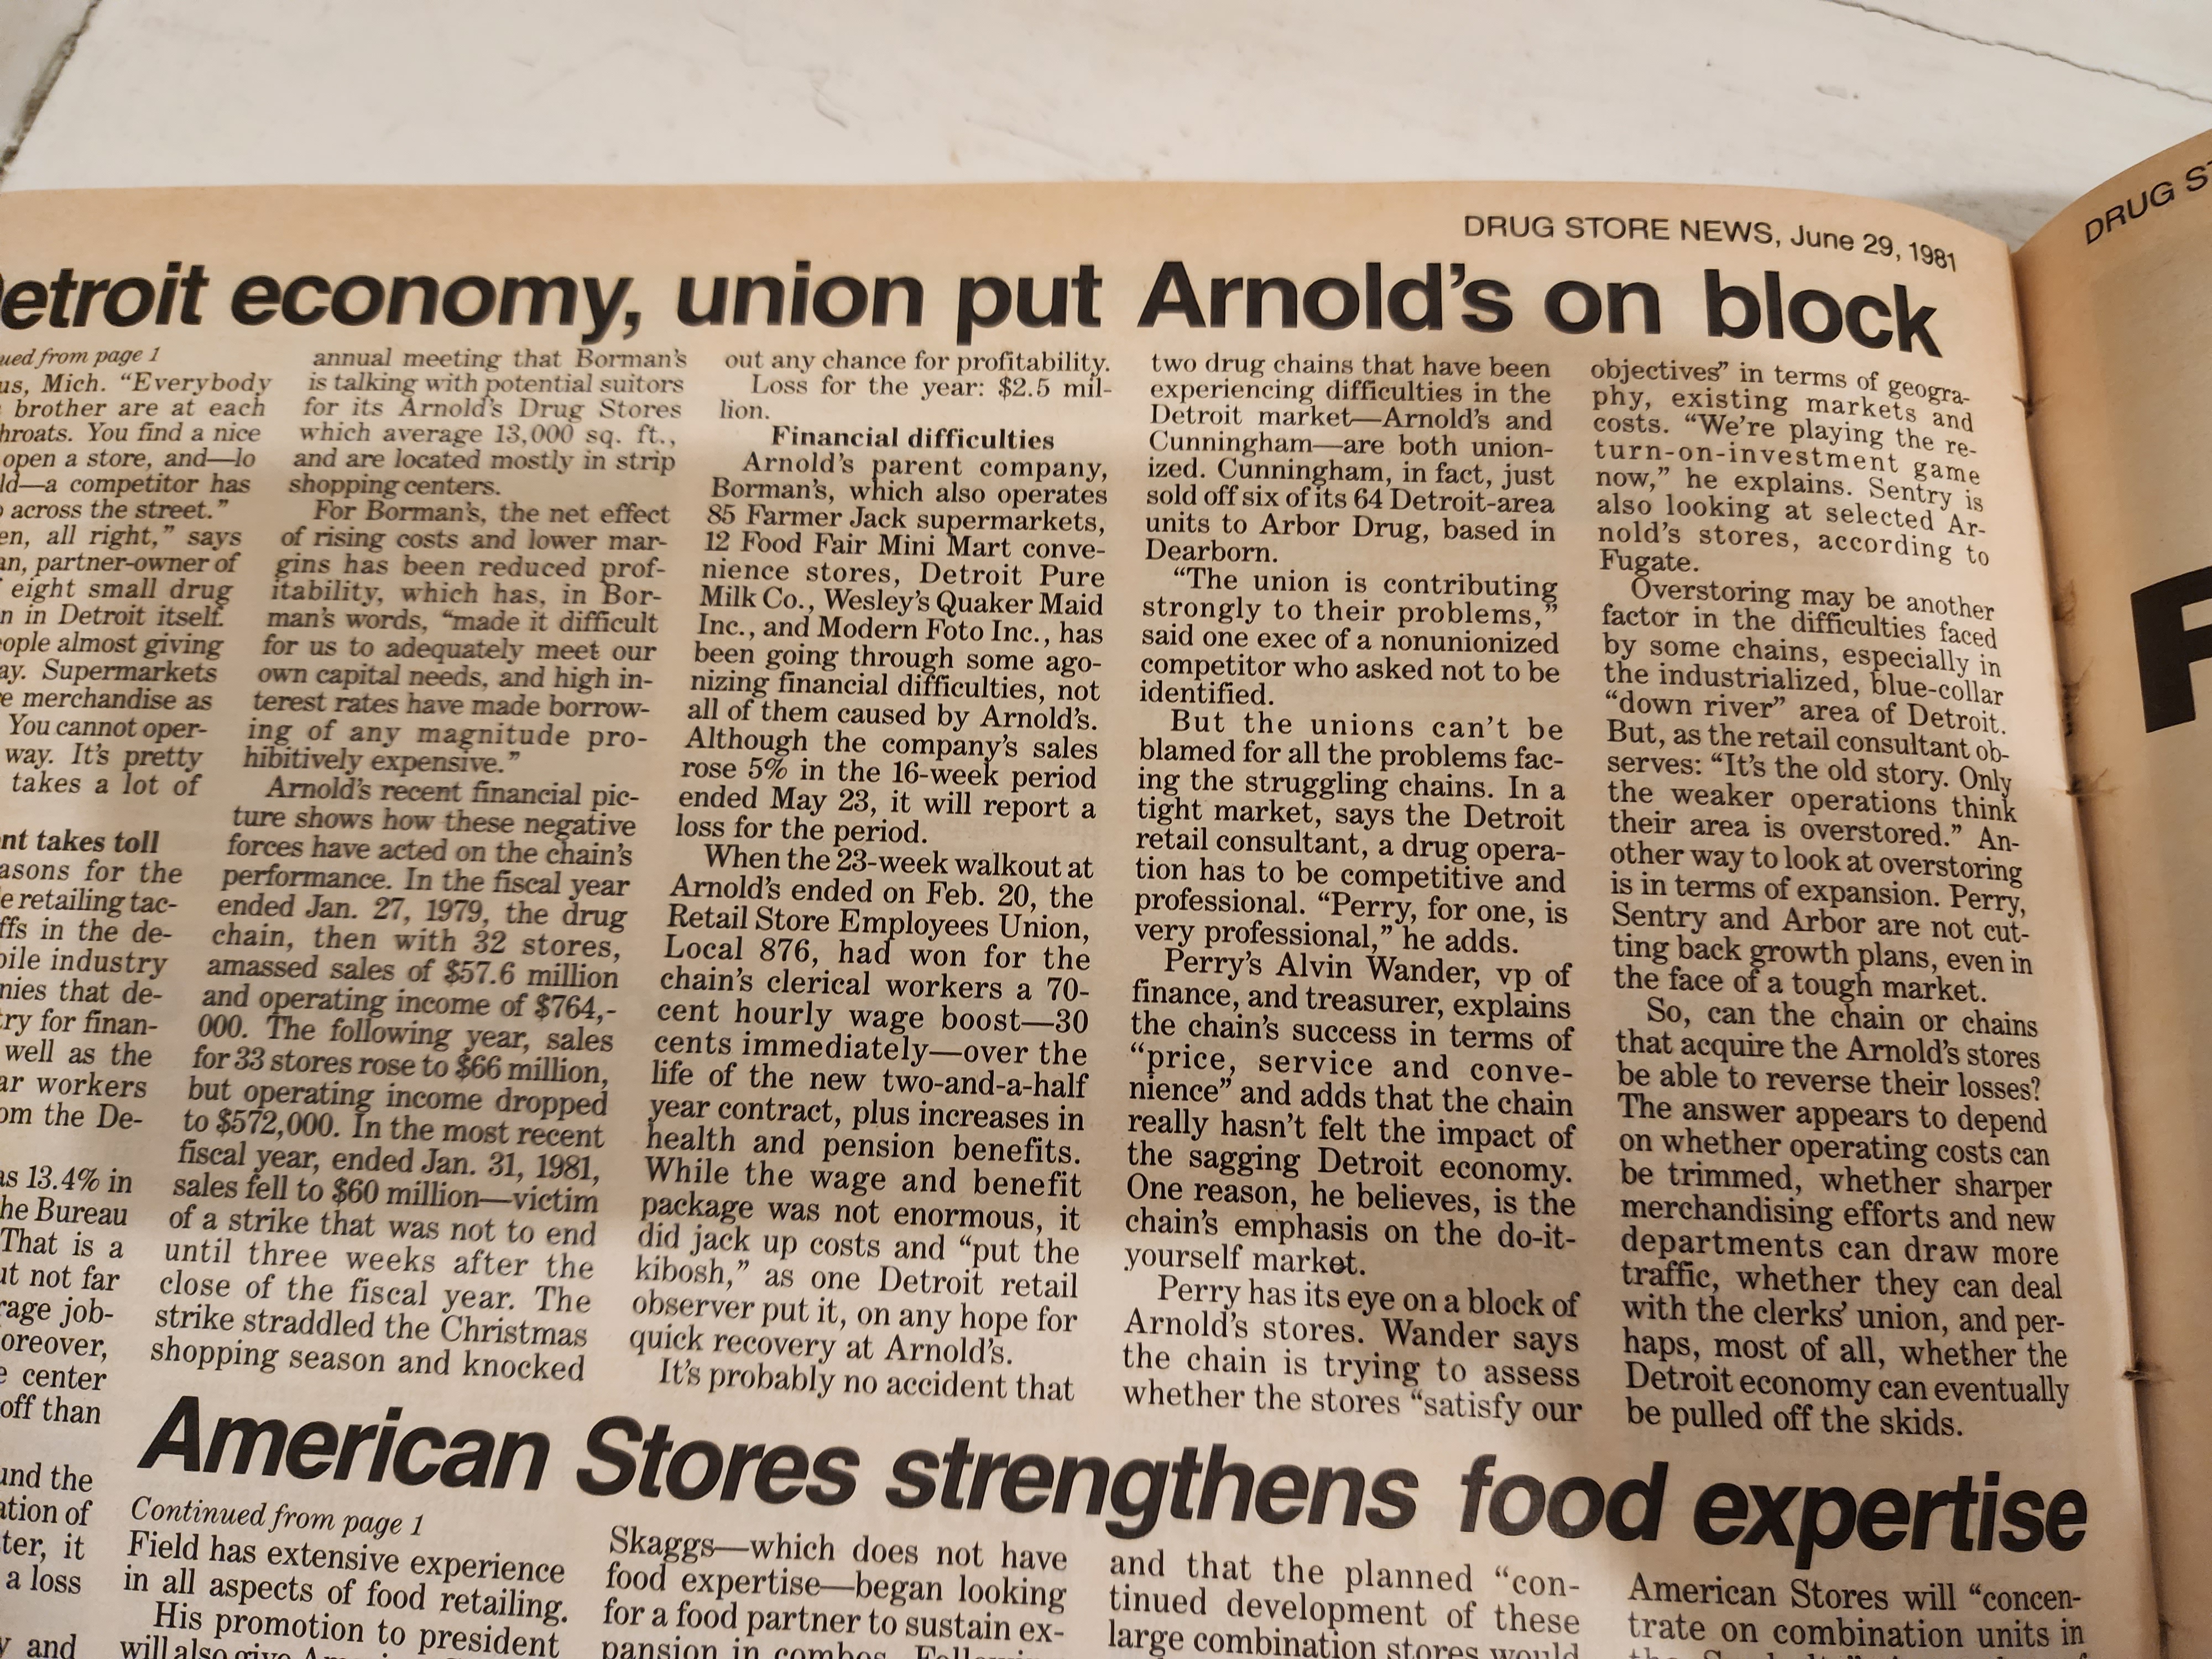 DRUG STORE NEWS, June 29, 1981
DRUG
etroit economy, union put Arnold's on block
ued from page 1
us, Mich. “Everybody
brother are at each
hroats. You find a nice
open a store, and—lo
ld—a competitor has
across the street.”
en, all right,” says
an, partner-owner of
eight small drug
n in Detroit itself.
ople almost giving
ay. Supermarkets
e merchandise as
You cannot oper-
way. It's pretty
takes a lot of
nt takes toll
asons for the
e retailing tac-
ffs in the de-
bile industry
nies that de-
try for finan-
well as the
ar workers
om the De-
as 13.4% in
he Bureau
That is a
ut not far
rage job-
oreover,
e center
off than
und the
ation of
ter, it
a loss
y and
annual meeting that Borman's
is talking with potential suitors
for its Arnold's Drug Stores
which average 13,000 sq. ft.,
and are located mostly in strip
shopping centers.
For Borman's, the net effect
of rising costs and lower mar-
gins has been reduced prof-
itability, which has, in Bor-
man's words, “made it difficult
for us to adequately meet our
own capital needs, and high in-
terest rates have made borrow-
ing of any magnitude pro-
hibitively expensive.”
Arnold's recent financial pic-
ture shows how these negative
forces have acted on the chain's
performance. In the fiscal year
ended Jan. 27, 1979, the drug
chain, then with 32 stores,
amassed sales of $57.6 million
and operating income of $764,-
000. The following year, sales
for 33 stores rose to $66 million,
but operating income dropped
to $572,000. In the most recent
fiscal year, ended Jan. 31, 1981,
sales fell to $60 million—victim
of a strike that was not to end
until three weeks after the
close of the fiscal year. The
strike straddled the Christmas
shopping season and knocked
out any chance for profitability.
Loss for the year: $2.5 mil-
lion.
Financial difficulties
Arnold's parent company,
Borman's, which also operates
85 Farmer Jack supermarkets,
12 Food Fair Mini Mart conve-
nience stores, Detroit Pure
Milk Co., Wesley's Quaker Maid
Inc., and Modern Foto Inc., has
been going through some ago-
nizing financial difficulties, not
all of them caused by Arnold's.
Although the company's sales
rose 5% in the 16-week period
ended May 23, it will report a
loss for the period.
When the 23-week walkout at
Arnold's ended on Feb. 20, the
Retail Store Employees Union,
Local 876, had won for the
chain's clerical workers a 70-
cent hourly wage boost—30
cents immediately—over the
life of the new two-and-a-half
year contract, plus increases in
health and pension benefits.
While the wage and benefit
package was not enormous, it
did jack up costs and “put the
kibosh,” as one Detroit retail
observer put it, on any hope for
quick recovery at Arnold's.
It's probably no accident that
two drug chains that have been
experiencing difficulties in the
Detroit market—Arnold's and
Cunningham—are both union-
ized. Cunningham, in fact, just
sold off six of its 64 Detroit-area
units to Arbor Drug, based in
Dearborn.
“The union is contributing
strongly to their problems,”
said one exec of a nonunionized
competitor who asked not to be
identified.
But the unions can't be
blamed for all the problems fac-
ing the struggling chains. In a
tight market, says the Detroit
retail consultant, a drug opera-
tion has to be competitive and
professional. “Perry, for one, is
very professional,” he adds.
Perry's Alvin Wander, vp of
finance, and treasurer, explains
the chain's success in terms of
“price, service and conve-
nience” and adds that the chain
really hasn't felt the impact of
the sagging Detroit economy.
One reason, he believes, is the
chain's emphasis on the do-it-
yourself market.
Perry has its eye on a block of
Arnold's stores. Wander says
the chain is trying to assess
whether the stores “satisfy our
objectives” in terms of geogra-
phy, existing markets and
costs. “We're playing the re-
turn-on-investment game
now,” he explains. Sentry is
also looking at selected Ar-
nold's stores, according to
Fugate.
Overstoring may be another
factor in the difficulties faced
by some chains, especially in
the industrialized, blue-collar
“down river” area of Detroit.
But, as the retail consultant ob-
serves: “It's the old story. Only
the weaker operations think
their area is overstored.” An-
other way to look at overstoring
is in terms of expansion. Perry,
Sentry and Arbor are not cut-
ting back growth plans, even in
the face of a tough market.
So, can the chain or chains
that acquire the Arnold's stores
be able to reverse their losses?
The answer appears to depend
on whether operating costs can
be trimmed, whether sharper
merchandising efforts and new
departments can draw more
traffic, whether they can deal
with the clerks' union, and per-
haps, most of all, whether the
Detroit economy can eventually
be pulled off the skids.
American Stores strengthens food expertise
Continued from page 1
Field has extensive experience
in all aspects of food retailing.
His promotion to president
will also give
Skaggs—which does not have
food expertise—began looking
for a food partner to sustain ex-
pansion in combos. Following
and that the planned “con-
tinued development of these
large combination stores would
American Stores will “concen-
trate on combination units in